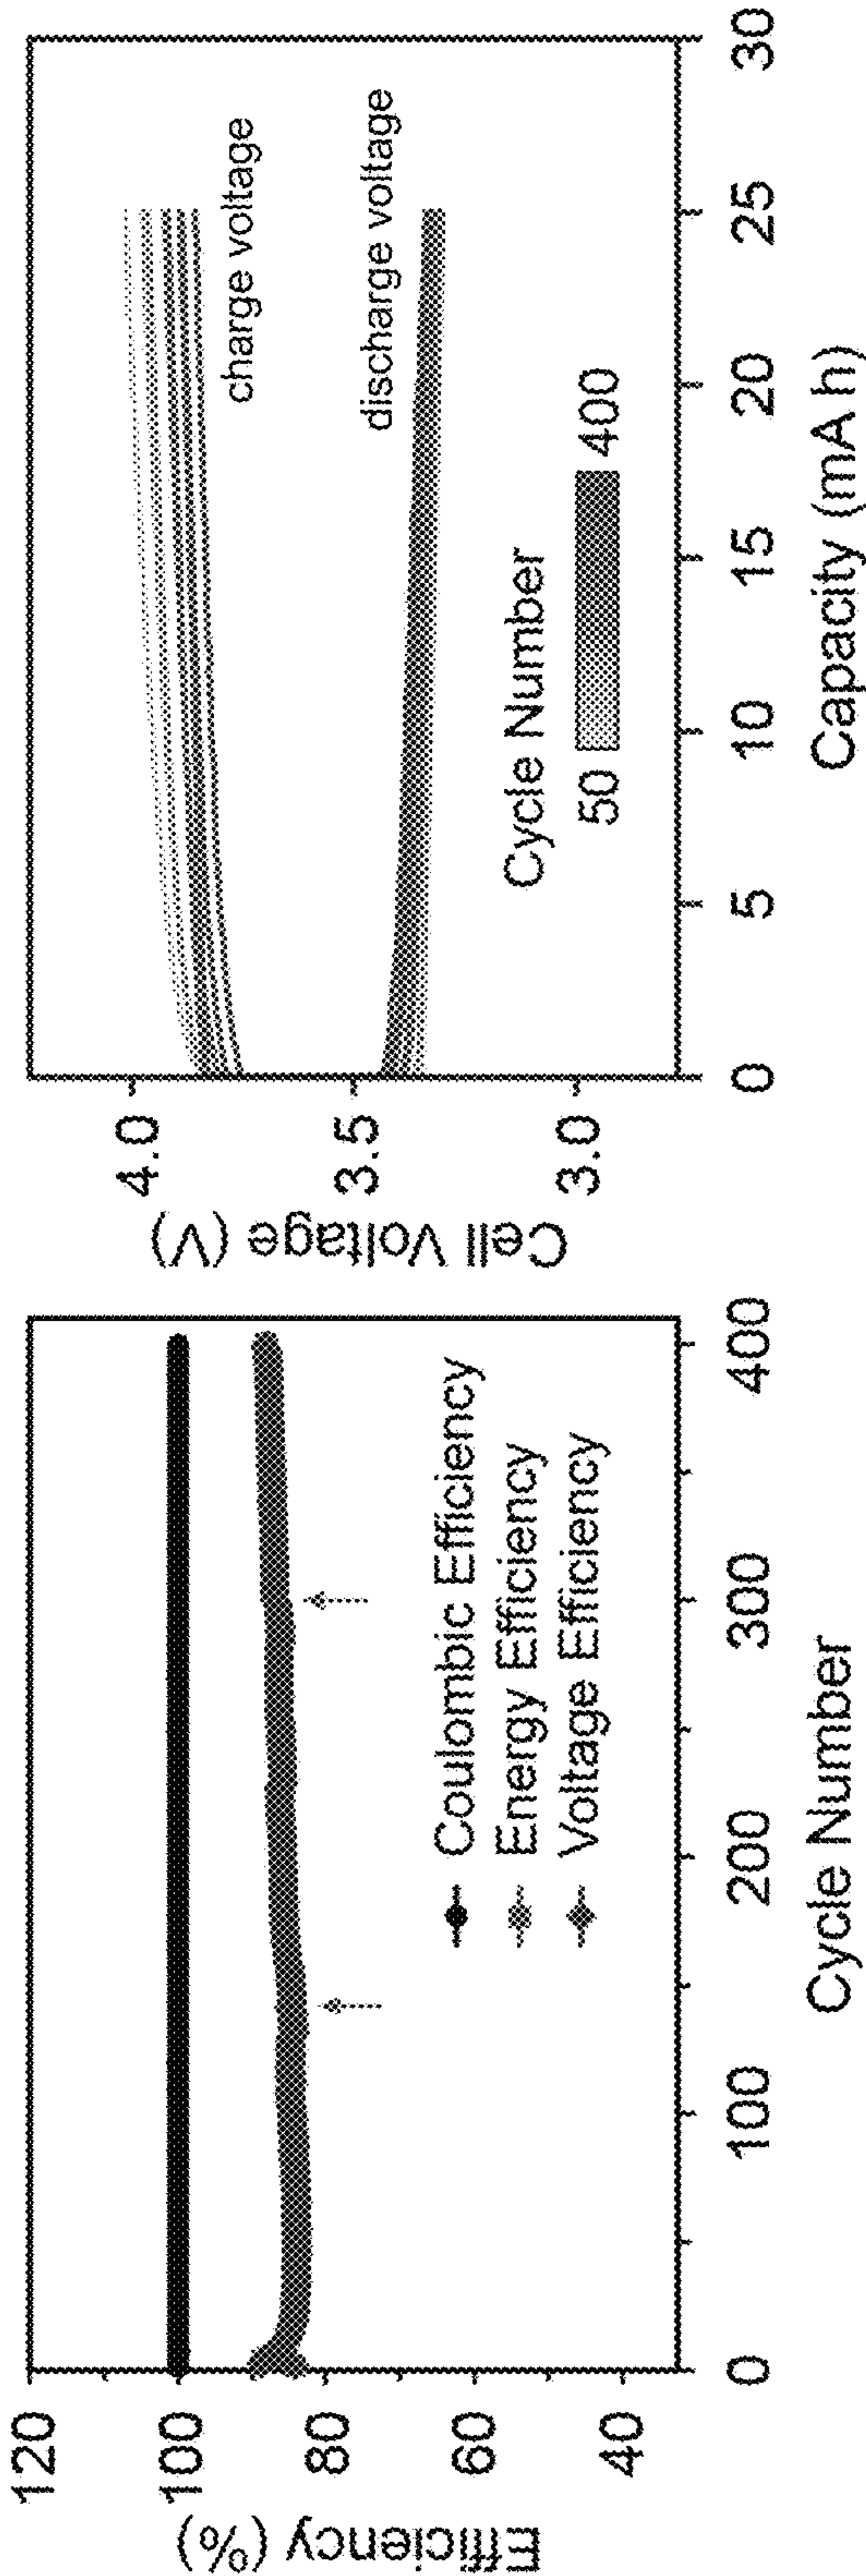 Efficiency (%)
120
100
80
60
40
0
100
200
300
400
Cycle Number
Coulombic Efficiency
Energy Efficiency
Voltage Efficiency
Cell Voltage (V)
4.0
3.5
3.0
0
5
10
15
20
25
30
Capacity (mA h)
charge voltage
discharge voltage
Cycle Number
50 400